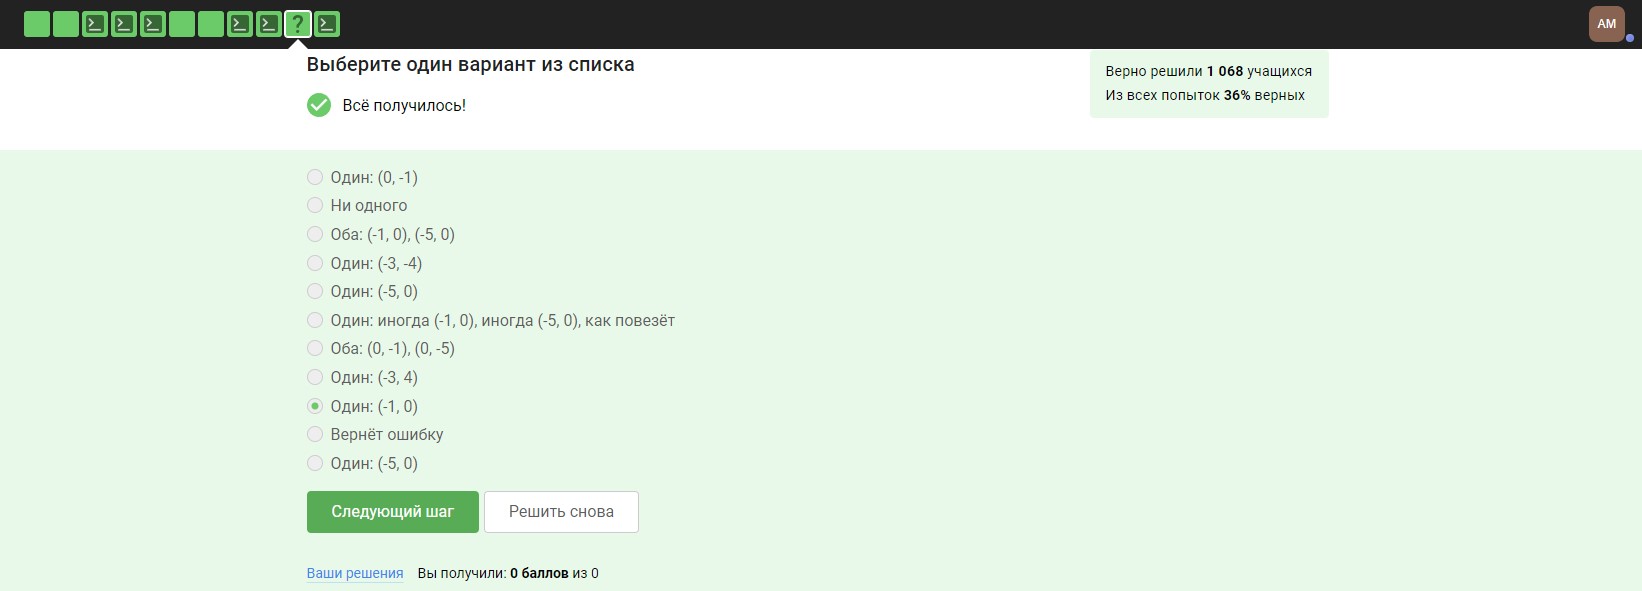 ?
AM
Выберите один вариант из списка
Всё получилось!
Верно решили 1 068 учащихся
Из всех попыток 36% верных
Один: (0, -1)
Ни одного
Оба: (-1, 0), (-5, 0)
Один: (-3, -4)
Один: (-5, 0)
Один: иногда (-1, 0), иногда (-5, 0), как повезёт
Оба: (0, -1), (0, -5)
Один: (-3, 4)
Один: (-1, 0)
Вернёт ошибку
Один: (-5, 0)
Следующий шаг
Решить снова
Ваши решения Вы получили: 0 баллов из 0